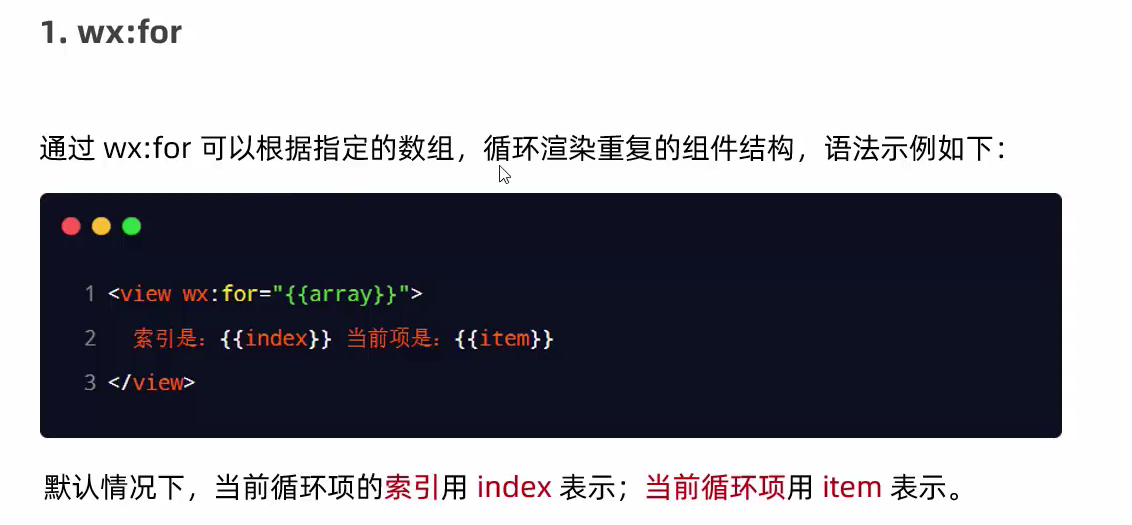 1. wx:for
通过 wx:for 可以根据指定的数组，循环渲染重复的组件结构，语法示例如下：
1 <view wx:for="{{array}}">
2 索引是：{{index}} 当前项是：{{item}}
3 </view>
默认情况下，当前循环项的索引用 index 表示；当前循环项用 item 表示。